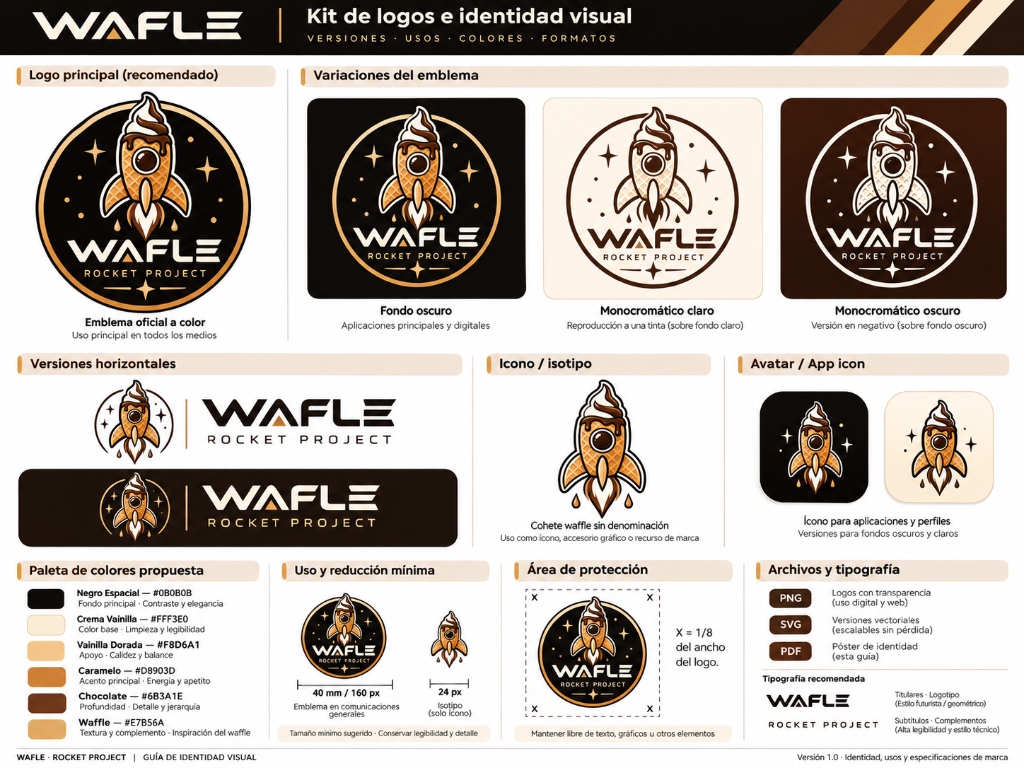 WAFLE
Kit de logos e identidad visual
VERSIONES · USOS · COLORES · FORMATOS
Logo principal (recomendado)
WAFLE
ROCKET PROJECT
Emblema oficial a color
Uso principal en todos los medios
Variaciones del emblema
WAFLE
ROCKET PROJECT
Fondo oscuro
Aplicaciones principales y digitales
WAFLE
ROCKET PROJECT
Monocromático claro
Reproducción a una tinta (sobre fondo claro)
WAFLE
ROCKET PROJECT
Monocromático oscuro
Versión en negativo (sobre fondo oscuro)
Versiones horizontales
WAFLE
ROCKET PROJECT
WAFLE
ROCKET PROJECT
Icono / isotipo
Cohete waffle sin denominación
Uso como ícono, accesorio gráfico o recurso de marca
Avatar / App icon
Ícono para aplicaciones y perfiles
Versiones para fondos oscuros y claros
Paleta de colores propuesta
Negro Espacial — #0B0B0B
Fondo principal · Contraste y elegancia
Crema Vainilla — #FFF3E0
Color base · Limpieza y legibilidad
Vainilla Dorada — #F8D6A1
Apoyo · Calidez y balance
Caramelo — #D8903D
Acento principal · Energía y apetito
Chocolate — #6B3A1E
Profundidad · Detalle y jerarquía
Waffle — #E7B56A
Textura y complemento · Inspiración del waffle
Uso y reducción mínima
WAFLE
ROCKET PROJECT
40 mm / 160 px
Emblema en comunicaciones
generales
24 px
Isotipo
(solo ícono)
Tamaño mínimo sugerido · Conservar legibilidad y detalle
Área de protección
X
X
WAFLE
ROCKET PROJECT
X
X
X = 1/8
del ancho
del logo.
Mantener libre de texto, gráficos u otros elementos
Archivos y tipografía
PNG
Logos con transparencia
(uso digital y web)
SVG
Versiones vectoriales
(escalables sin pérdida)
PDF
Póster de identidad
(esta guía)
Tipografía recomendada
WAFLE
Titulares · Logotipo
(Estilo futurista / geométrico)
ROCKET PROJECT
Subtítulos · Complementos
(Alta legibilidad y estilo técnico)
WAFLE · ROCKET PROJECT | GUÍA DE IDENTIDAD VISUAL
Versión 1.0 · Identidad, usos y especificaciones de marca